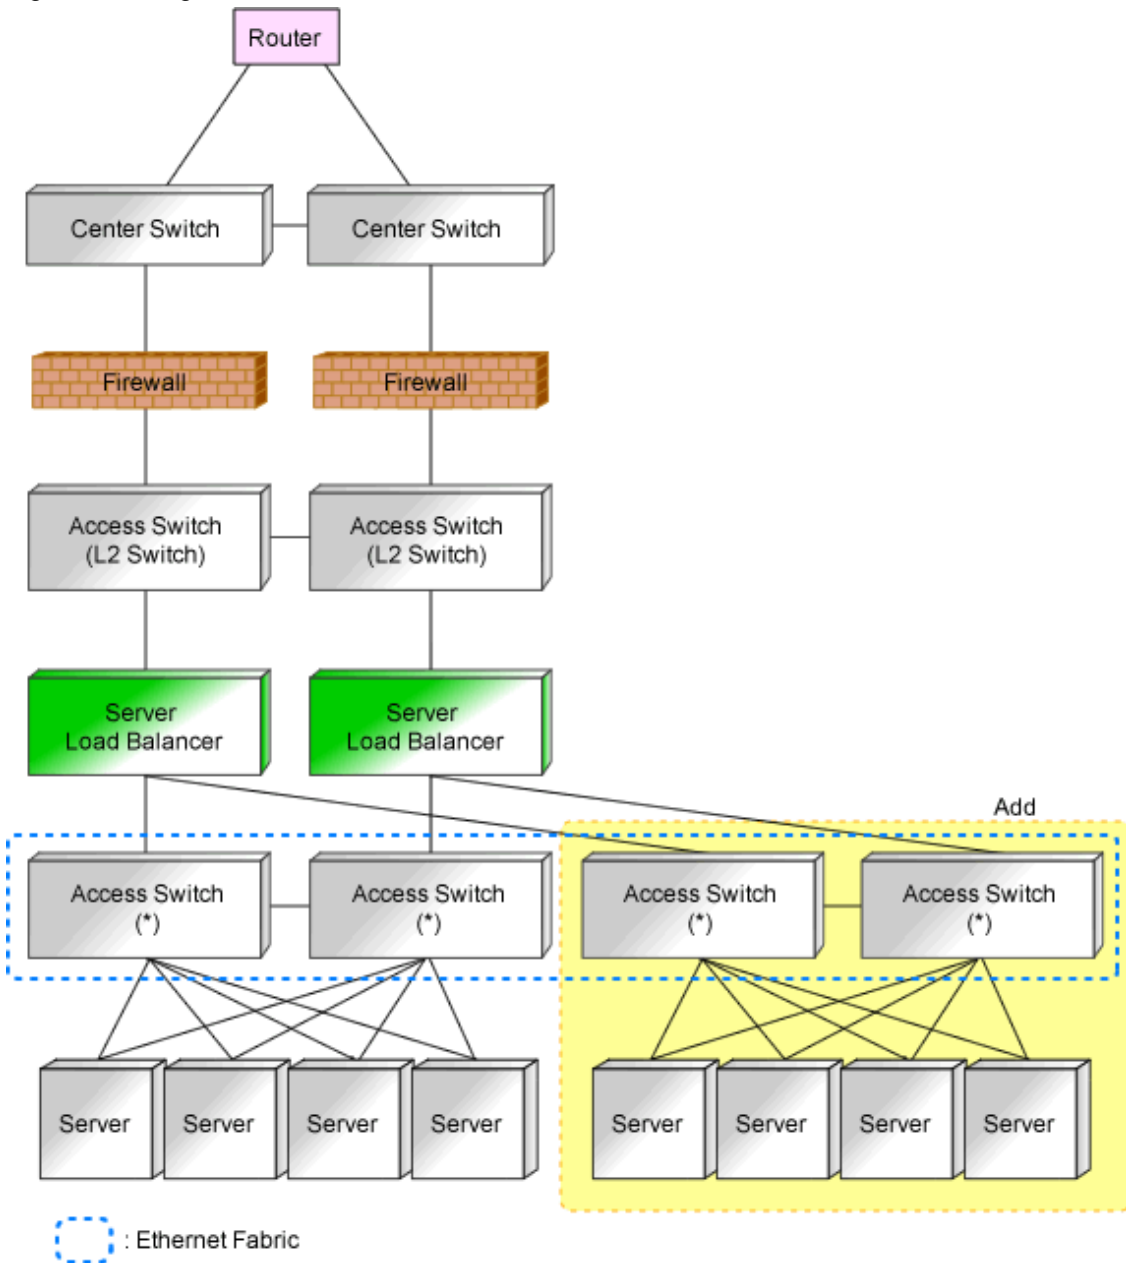 Router
Center Switch
Center Switch
Firewall
Firewall
Access Switch
(L2 Switch)
Access Switch
(L2 Switch)
Server
Load Balancer
Server
Load Balancer
Add
Access Switch
(*)
Access Switch
(*)
Access Switch
(*)
Access Switch
(*)
Server
Server
Server
Server
Server
Server
Server
Server
: Ethernet Fabric